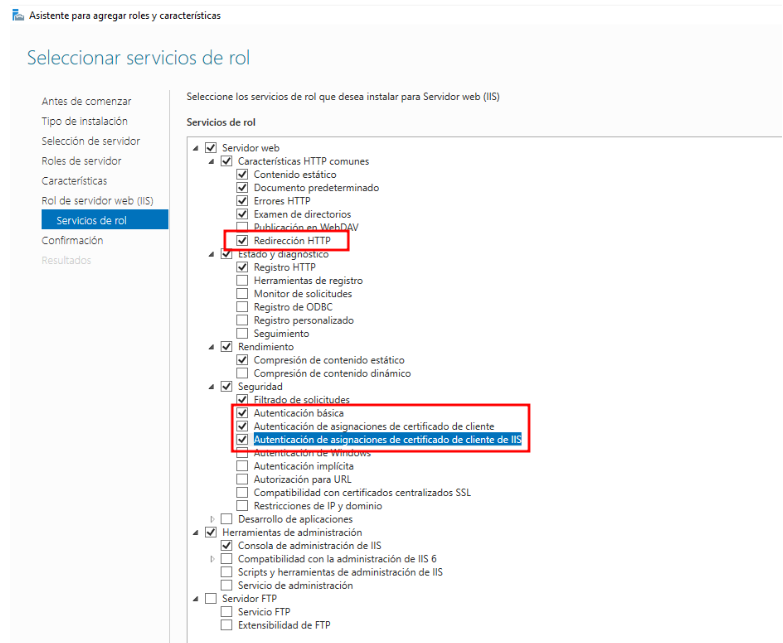 Asistente para agregar roles y características
Seleccionar servicios de rol
Antes de comenzar
Tipo de instalación
Selección de servidor
Roles de servidor
Características
Rol de servidor web (IIS)
Servicios de rol
Confirmación
Resultados
Seleccione los servicios de rol que desea instalar para Servidor web (IIS)
Servicios de rol
Servidor web
Características HTTP comunes
Contenido estático
Documento predeterminado
Errores HTTP
Examen de directorios
Publicación en WebDAV
Redirección HTTP
Estado y diagnóstico
Registro HTTP
Herramientas de registro
Monitor de solicitudes
Registro de ODBC
Registro personalizado
Seguimiento
Rendimiento
Compresión de contenido estático
Compresión de contenido dinámico
Seguridad
Filtrado de solicitudes
Autenticación básica
Autenticación de asignaciones de certificado de cliente
Autenticación de asignaciones de certificado de cliente de IIS
Autenticación de Windows
Autenticación implícita
Autorización para URL
Compatibilidad con certificados centralizados SSL
Restricciones de IP y dominio
Desarrollo de aplicaciones
Herramientas de administración
Consola de administración de IIS
Compatibilidad con la administración de IIS 6
Scripts y herramientas de administración de IIS
Servicio de administración
Servidor FTP
Servicio FTP
Extensibilidad de FTP